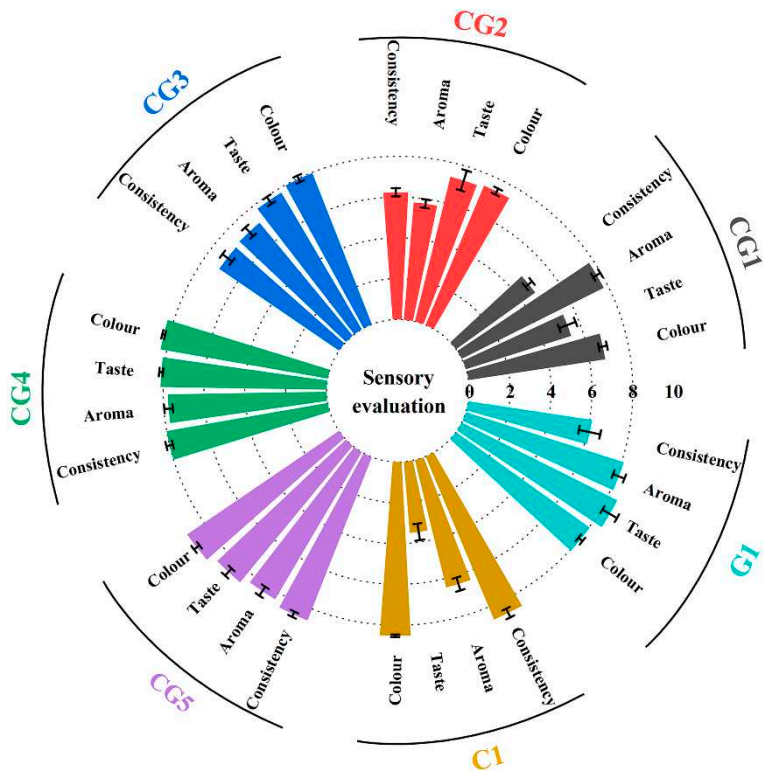 CG2
Consistency
Aroma
Taste
Colour
CG3
Consistency
Aroma
Taste
Colour
CG1
Consistency
Aroma
Taste
Colour
CG4
Colour
Taste
Aroma
Consistency
Sensory
evaluation
0 2 4 6 8 10
G1
Consistency
Aroma
Taste
Colour
CG5
Colour
Taste
Aroma
Consistency
C1
Colour
Taste
Aroma
Consistency